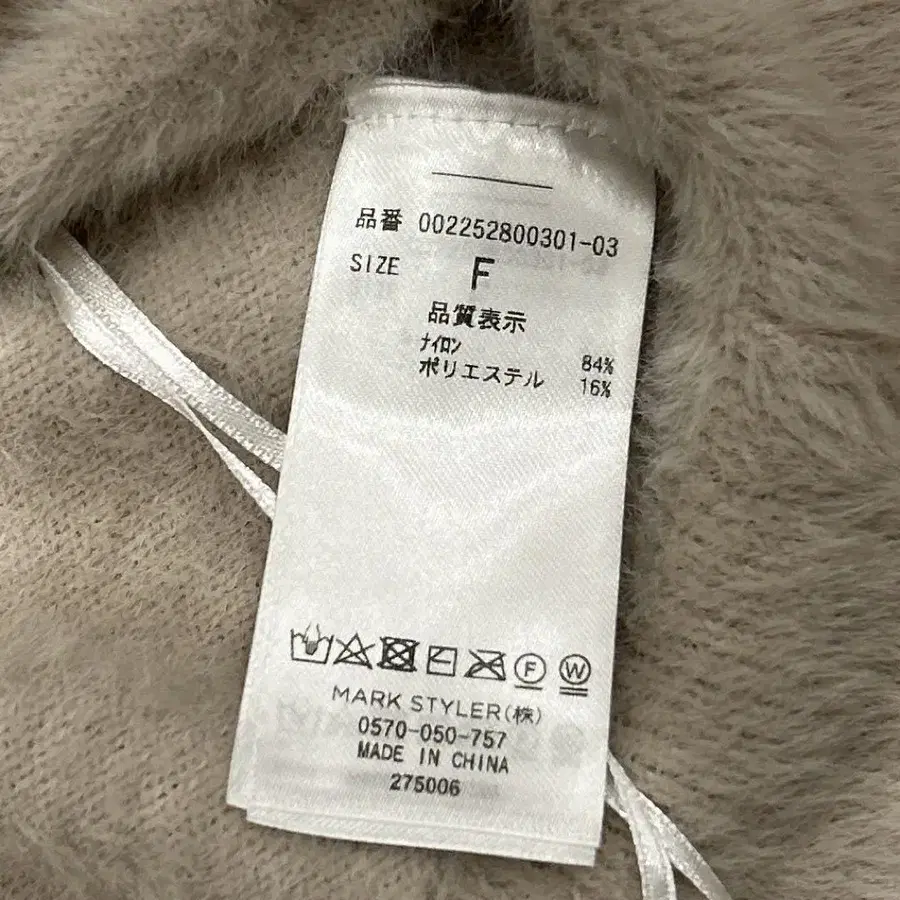 品番 002252800301-03
SIZE F
品質表示
ﾅｲﾛﾝ 84%
ポリエステル 16%
F W
MARK STYLER(株)
0570-050-757
MADE IN CHINA
275006